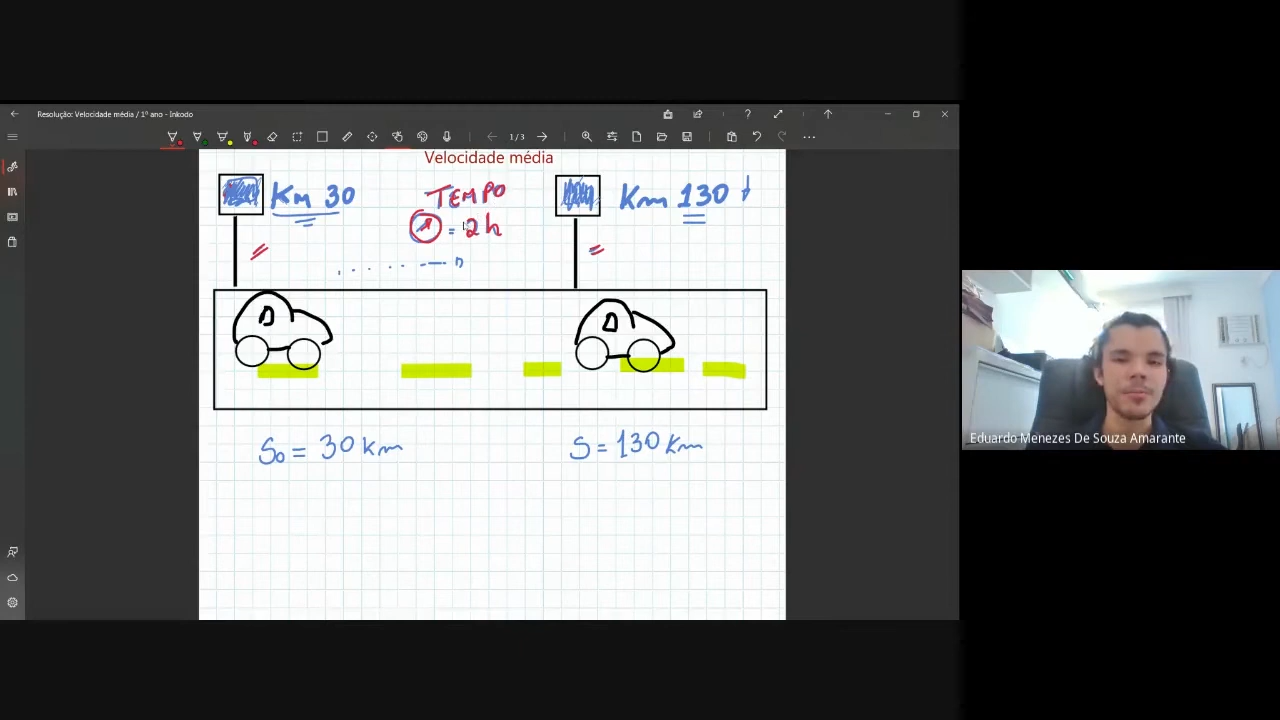 Resolução: Velocidade média / 1º ano - Inkodo
1/3
Velocidade média
Km 30
TEMPO
= 2h
Km 130
S₀ = 30 km
S = 130 km
Eduardo Menezes De Souza Amarante